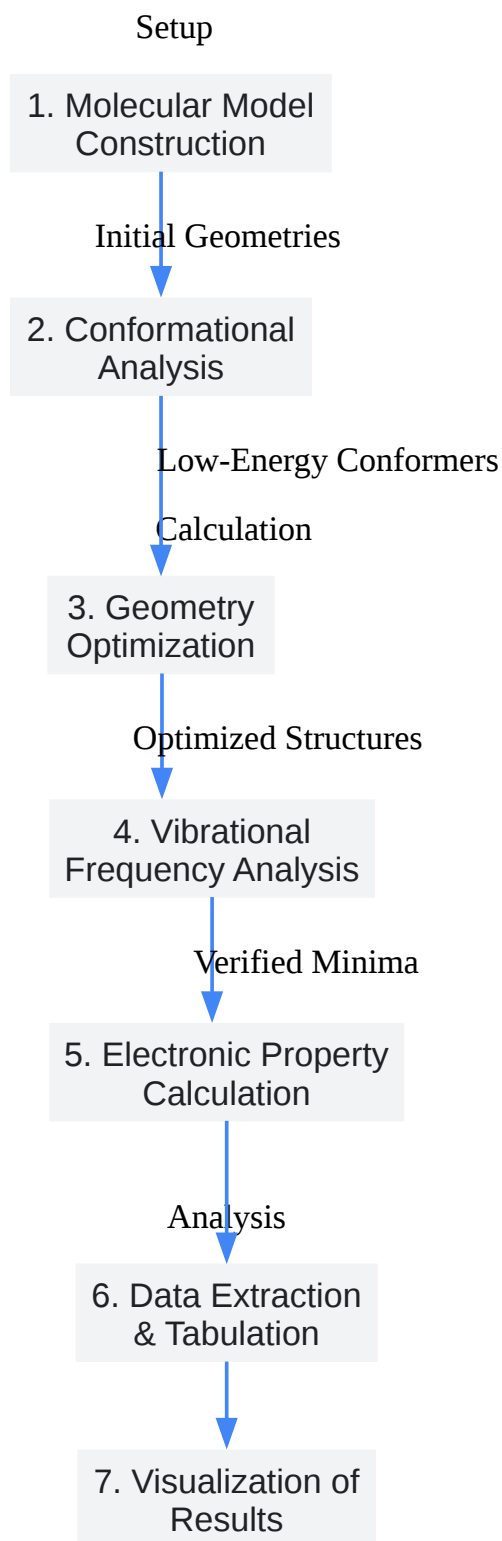 Setup
1. Molecular Model
Construction
Initial Geometries
2. Conformational
Analysis
Low-Energy Conformers
Calculation
3. Geometry
Optimization
Optimized Structures
4. Vibrational
Frequency Analysis
Verified Minima
5. Electronic Property
Calculation
Analysis
6. Data Extraction
& Tabulation
7. Visualization of
Results